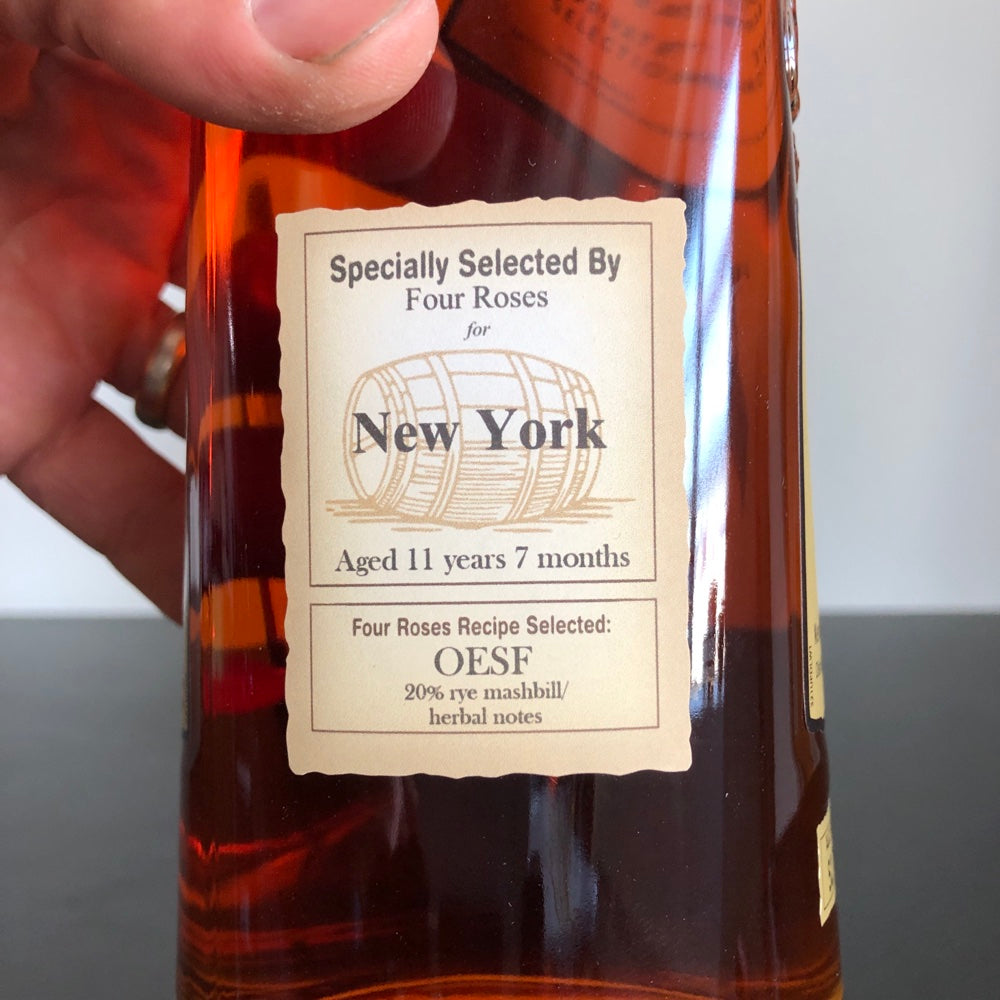 Specially Selected By
Four Roses
for
New York
Aged 11 years 7 months
Four Roses Recipe Selected:
OESF
20% rye mashbill/
herbal notes